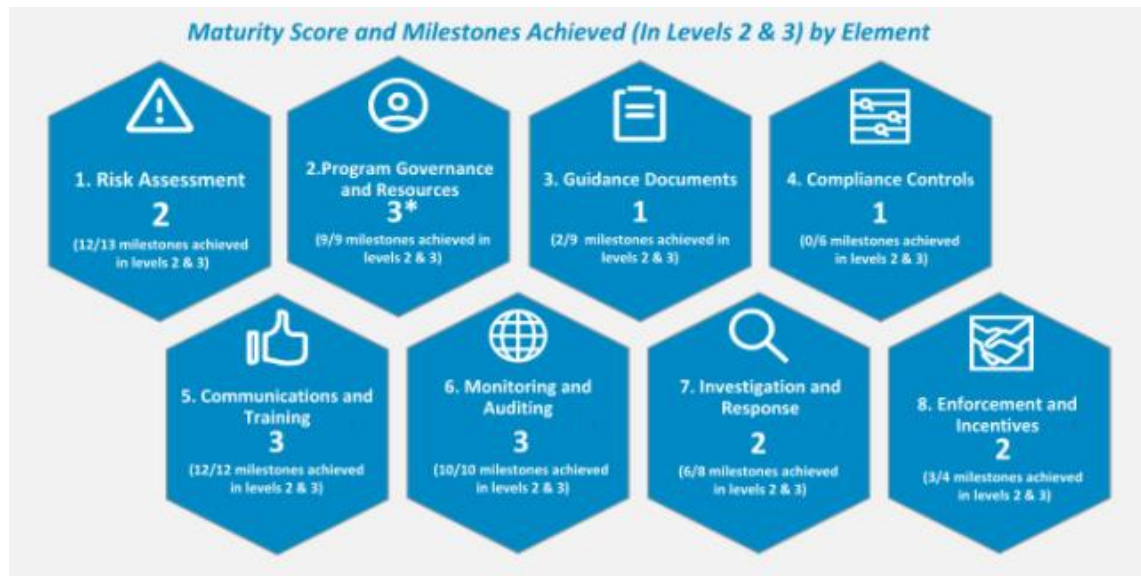 Maturity Score and Milestones Achieved (In Levels 2 & 3) by Element
1. Risk Assessment
2
(12/13 milestones achieved
in levels 2 & 3)
2.Program Governance
and Resources
3*
(9/9 milestones achieved in
levels 2 & 3)
3. Guidance Documents
1
(2/9 milestones achieved in
levels 2 & 3)
4. Compliance Controls
1
(0/6 milestones achieved
in levels 2 & 3)
5. Communications and
Training
3
(12/12 milestones achieved
in levels 2 & 3)
6. Monitoring and
Auditing
3
(10/10 milestones achieved
in levels 2 & 3)
7. Investigation and
Response
2
(6/8 milestones achieved
in levels 2 & 3)
8. Enforcement and
Incentives
2
(3/4 milestones achieved
in levels 2 & 3)